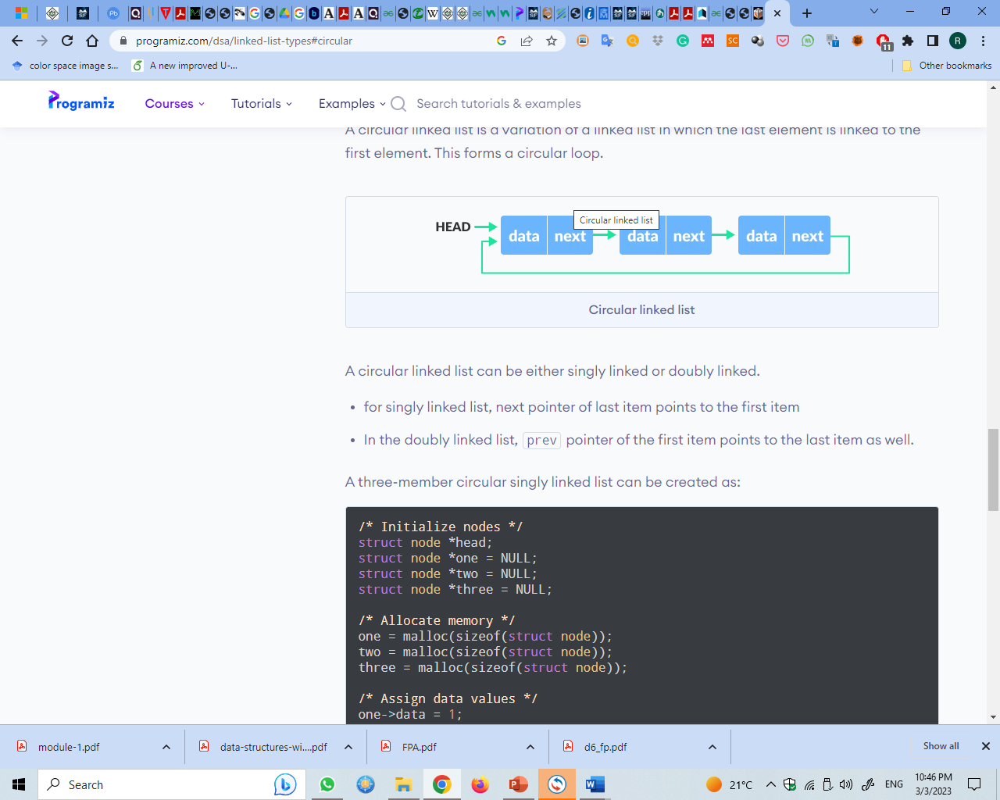 programiz.com/dsa/linked-list-types#circular
11
R
color space image s...
A new improved U-...
Other bookmarks
Programiz
Courses
Tutorials
Examples
Search tutorials & examples
A circular linked list is a variation of a linked list in which the last element is linked to the
first element. This forms a circular loop.
Circular linked list
HEAD
data next data next data next
Circular linked list
A circular linked list can be either singly linked or doubly linked.
• for singly linked list, next pointer of last item points to the first item
• In the doubly linked list, prev pointer of the first item points to the last item as well.
A three-member circular singly linked list can be created as:
/* Initialize nodes */
struct node *head;
struct node *one = NULL;
struct node *two = NULL;
struct node *three = NULL;
/* Allocate memory */
one = malloc(sizeof(struct node));
two = malloc(sizeof(struct node));
three = malloc(sizeof(struct node));
/* Assign data values */
one->data = 1;
module-1.pdf
data-structures-wi....pdf
FPA.pdf
d6_fp.pdf
Show all
Search
21°C
ENG
10:46 PM
3/3/2023